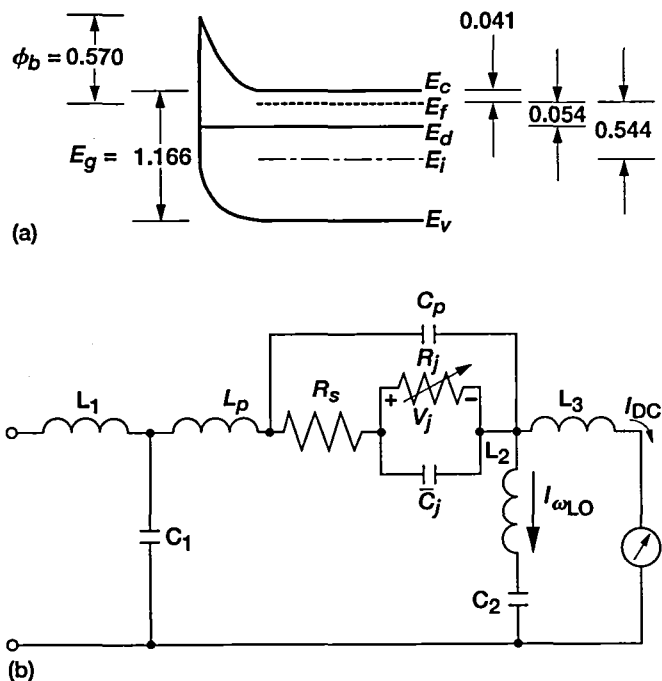 0.041
ϕb = 0.570
Ec
Ef
0.054
0.544
Ed
Eg = 1.166
Ei
Ev
(a)
Cp
Rj
L1
Lp
Rs
+
Vj
−
L3
IDC
L2
C̄j
IωLO
C1
C2
(b)